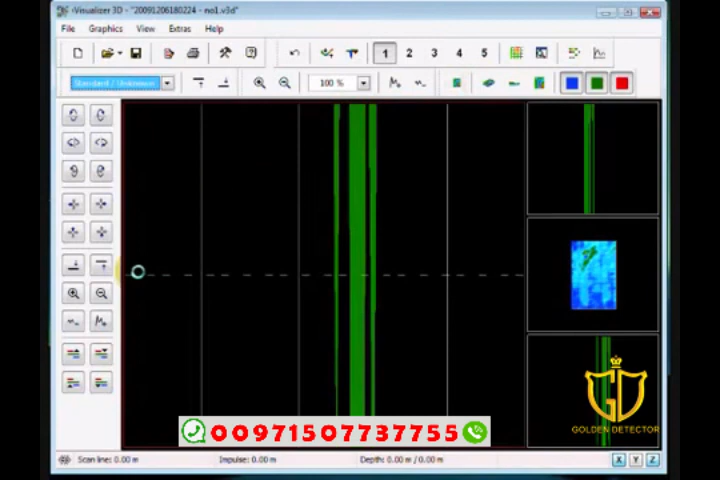 Visualizer 3D - "20091206180224 - no1.v3d"
File Graphics View Extras Help
1 2 3 4 5
Standard / Unknown
100 %
GOLDEN DETECTOR
00971507737755
Scan line: 0.00 m Impulse: 0.00 m Depth: 0.00 m / 0.00 m X Y Z